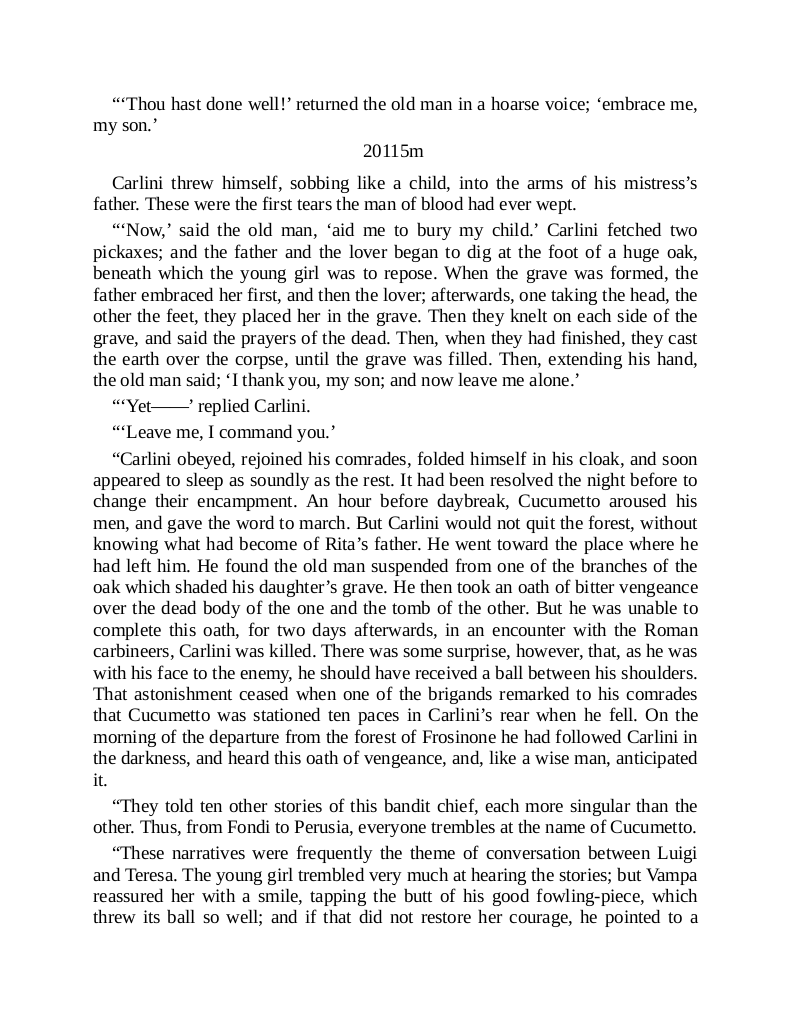 “‘Thou hast done well!’ returned the old man in a hoarse voice; ‘embrace me,
my son.’
20115m
Carlini threw himself, sobbing like a child, into the arms of his mistress’s
father. These were the first tears the man of blood had ever wept.
“‘Now,’ said the old man, ‘aid me to bury my child.’ Carlini fetched two
pickaxes; and the father and the lover began to dig at the foot of a huge oak,
beneath which the young girl was to repose. When the grave was formed, the
father embraced her first, and then the lover; afterwards, one taking the head, the
other the feet, they placed her in the grave. Then they knelt on each side of the
grave, and said the prayers of the dead. Then, when they had finished, they cast
the earth over the corpse, until the grave was filled. Then, extending his hand,
the old man said; ‘I thank you, my son; and now leave me alone.’
“‘Yet——’ replied Carlini.
“‘Leave me, I command you.’
“Carlini obeyed, rejoined his comrades, folded himself in his cloak, and soon
appeared to sleep as soundly as the rest. It had been resolved the night before to
change their encampment. An hour before daybreak, Cucumetto aroused his
men, and gave the word to march. But Carlini would not quit the forest, without
knowing what had become of Rita’s father. He went toward the place where he
had left him. He found the old man suspended from one of the branches of the
oak which shaded his daughter’s grave. He then took an oath of bitter vengeance
over the dead body of the one and the tomb of the other. But he was unable to
complete this oath, for two days afterwards, in an encounter with the Roman
carbineers, Carlini was killed. There was some surprise, however, that, as he was
with his face to the enemy, he should have received a ball between his shoulders.
That astonishment ceased when one of the brigands remarked to his comrades
that Cucumetto was stationed ten paces in Carlini’s rear when he fell. On the
morning of the departure from the forest of Frosinone he had followed Carlini in
the darkness, and heard this oath of vengeance, and, like a wise man, anticipated
it.
“They told ten other stories of this bandit chief, each more singular than the
other. Thus, from Fondi to Perusia, everyone trembles at the name of Cucumetto.
“These narratives were frequently the theme of conversation between Luigi
and Teresa. The young girl trembled very much at hearing the stories; but Vampa
reassured her with a smile, tapping the butt of his good fowling-piece, which
threw its ball so well; and if that did not restore her courage, he pointed to a